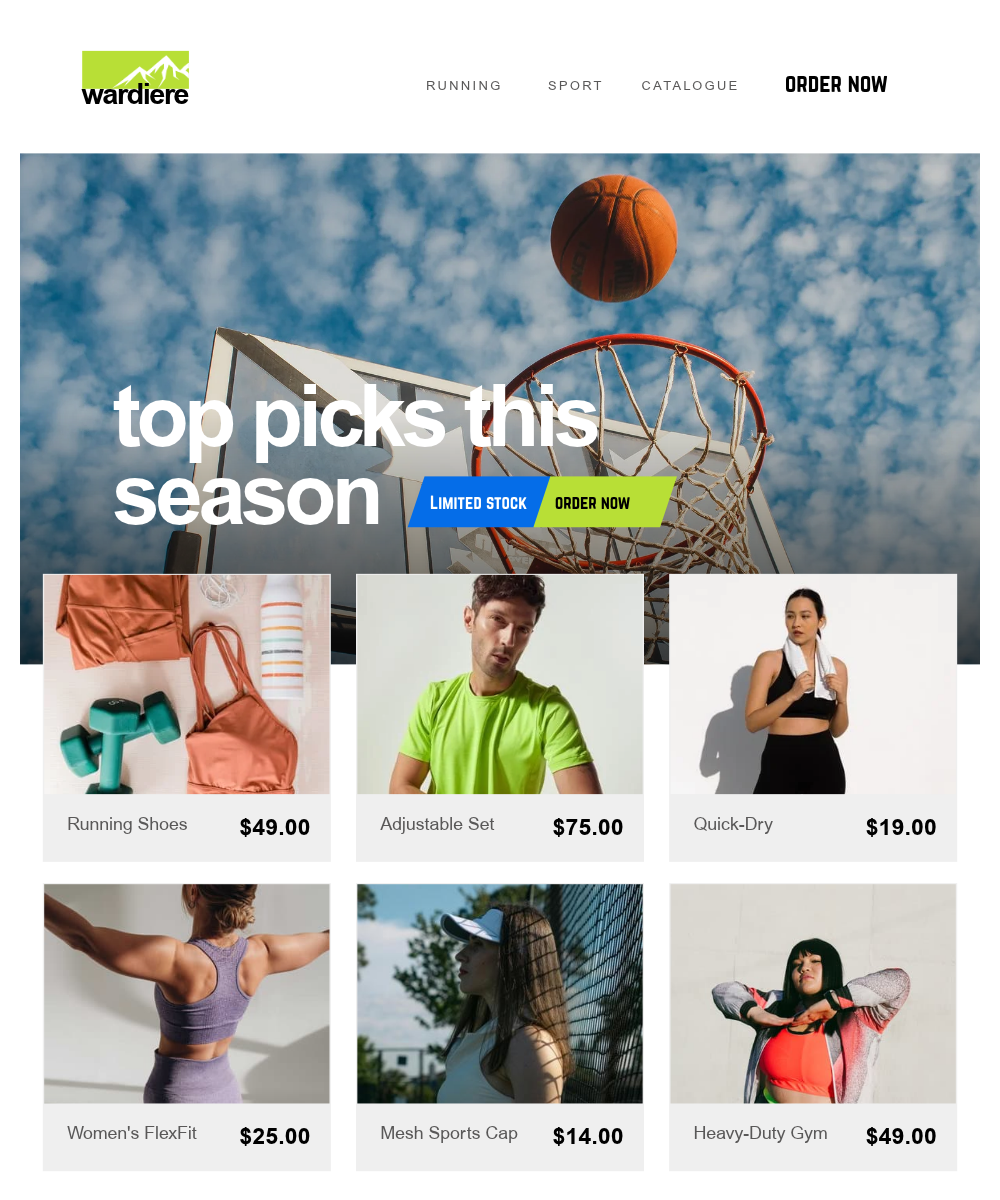 wardiere
RUNNING
SPORT
CATALOGUE
ORDER NOW
top picks this
season
Limited stock
order now
Running Shoes
$49.00
Adjustable Set
$75.00
Quick-Dry
$19.00
Women's FlexFit
$25.00
Mesh Sports Cap
$14.00
Heavy-Duty Gym
$49.00